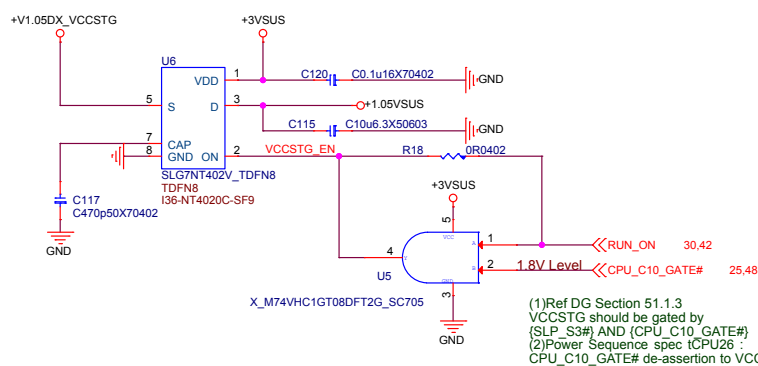 +V1.05DX_VCCSTG
+3VSUS
U6
VDD
1
C120
C0.1u16X70402
GND
5
S
D
3
+1.05VSUS
C115
C10u6.3X50603
GND
7
CAP
8
GND
ON
2
VCCSTG_EN
R18
0R0402
SLG7NT402V_TDFN8
TDFN8
I36-NT4020C-SF9
C117
C470p50X70402
GND
+3VSUS
5
VCC
A
1
RUN_ON 30,42
4
Y
U5
B
2
1.8V Level
CPU_C10_GATE# 25,48
GND
3
X_M74VHC1GT08DFT2G_SC705
GND
(1)Ref DG Section 51.1.3
VCCSTG should be gated by
{SLP_S3#} AND {CPU_C10_GATE#}
(2)Power Sequence spec tCPU26 :
CPU_C10_GATE# de-assertion to VCC